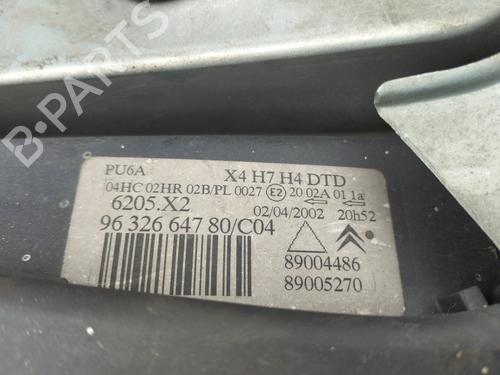 B-PARTS
PU6A X4 H7 H4 DTD
04HC 02HR 02B/PL 0027 E2 20 02A 01 1a
6205.X2 02/04/2002 20h52
96 326 647 80/C04
89004486
89005270